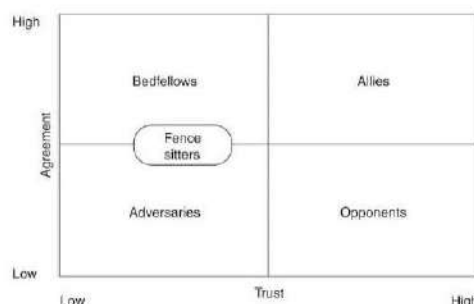 High
Bedfellows
Allies
Agreement
Fence
sitters
Adversaries
Opponents
Low
Low
Trust
High